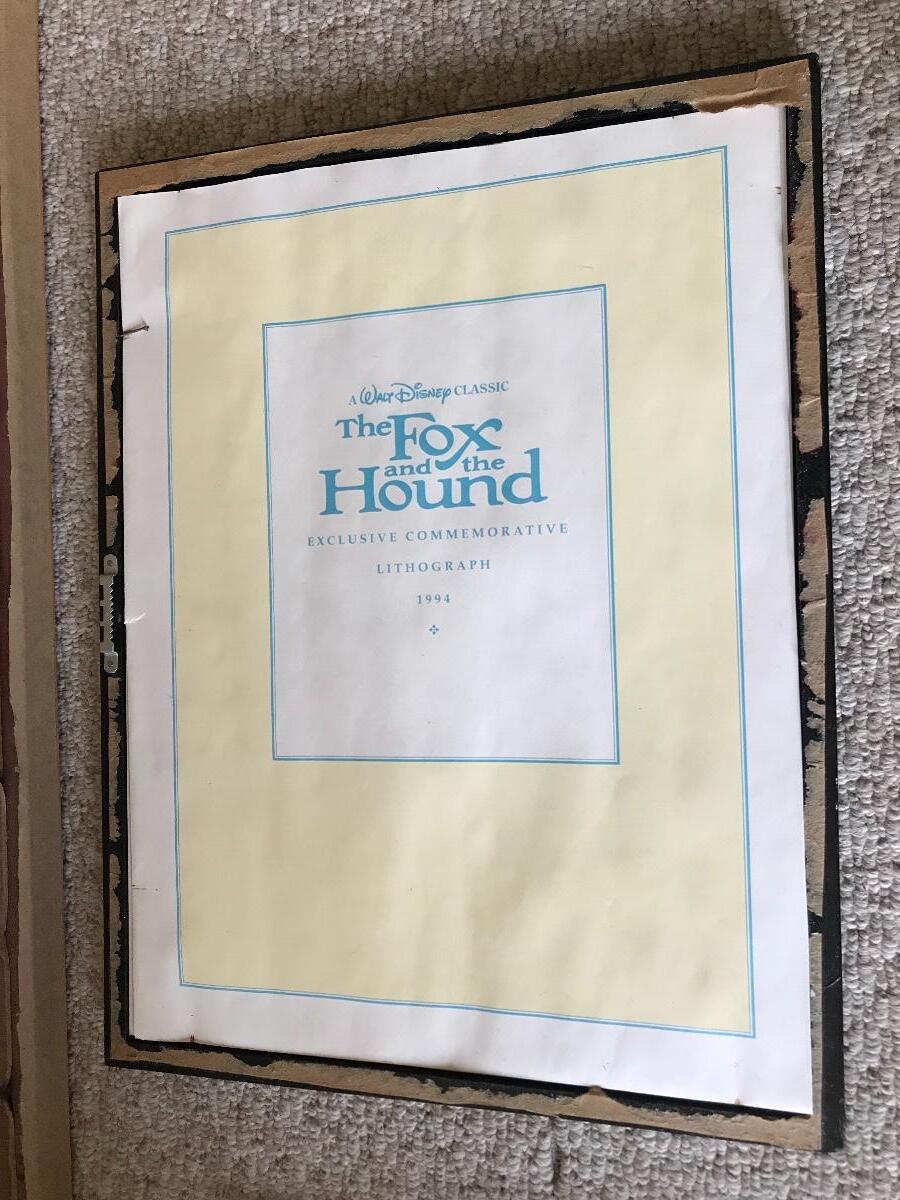 A Walt Disney CLASSIC
The Fox
and the
Hound
EXCLUSIVE COMMEMORATIVE
LITHOGRAPH
1994